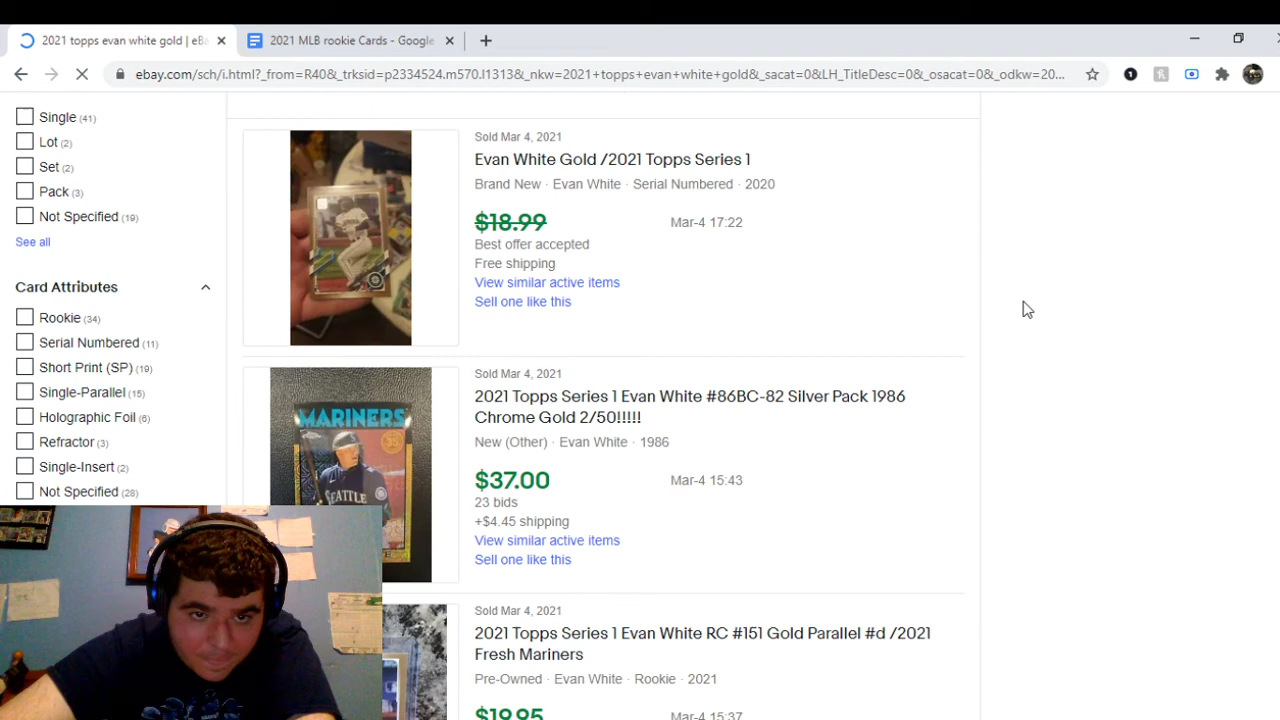 2021 topps evan white gold | eBa
2021 MLB rookie Cards - Google
ebay.com/sch/i.html?_from=R40&_trksid=p2334524.m570.l1313&_nkw=2021+topps+evan+white+gold&_sacat=0&LH_TitleDesc=0&_osacat=0&_odkw=20...
Single (41)
Lot (2)
Set (2)
Pack (3)
Not Specified (19)
See all
Card Attributes
Rookie (34)
Serial Numbered (11)
Short Print (SP) (19)
Single-Parallel (15)
Holographic Foil (6)
Refractor (3)
Single-Insert (2)
Not Specified (28)
Sold Mar 4, 2021
Evan White Gold /2021 Topps Series 1
Brand New · Evan White · Serial Numbered · 2020
$18.99 Mar-4 17:22
Best offer accepted
Free shipping
View similar active items
Sell one like this
MARINERS
SEATTLE
Sold Mar 4, 2021
2021 Topps Series 1 Evan White #86BC-82 Silver Pack 1986
Chrome Gold 2/50!!!!!
New (Other) · Evan White · 1986
$37.00 Mar-4 15:43
23 bids
+$4.45 shipping
View similar active items
Sell one like this
Sold Mar 4, 2021
2021 Topps Series 1 Evan White RC #151 Gold Parallel #d /2021
Fresh Mariners
Pre-Owned · Evan White · Rookie · 2021
$19.95 Mar-4 15:37